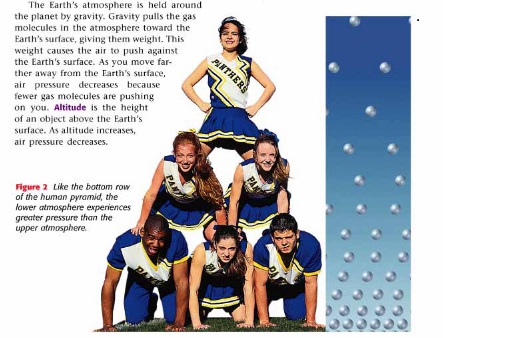 The Earth's atmosphere is held around
the planet by gravity. Gravity pulls the gas
molecules in the atmosphere toward the
Earth's surface, giving them weight. This
weight causes the air to push against
the Earth's surface. As you move far-
ther away from the Earth's surface,
air pressure decreases because
fewer gas molecules are pushing
on you. Altitude is the height
of an object above the Earth's
surface. As altitude increases,
air pressure decreases.
PANTHERS
Figure 2 Like the bottom row
of the human pyramid, the
lower atmosphere experiences
greater pressure than the
upper atmosphere.